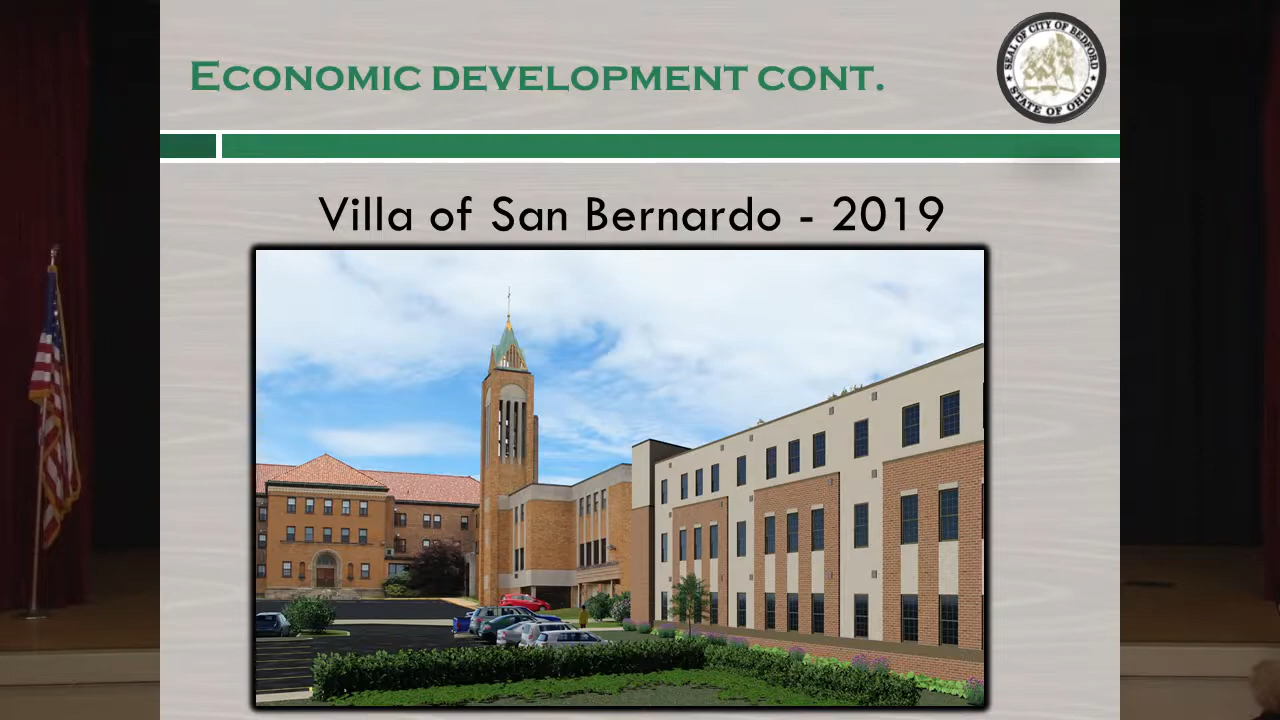 Economic development cont.
SEAL OF CITY OF BEDFORD
STATE OF OHIO
Villa of San Bernardo - 2019